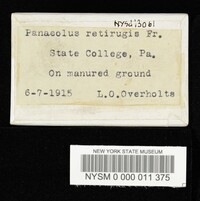 NYSd13061
Panaeolus retirugis Fr.
State College, Pa.
On manured ground
6-7-1915 L.O.Overholts
NEW YORK STATE MUSEUM
NYSM 0 000 011 375